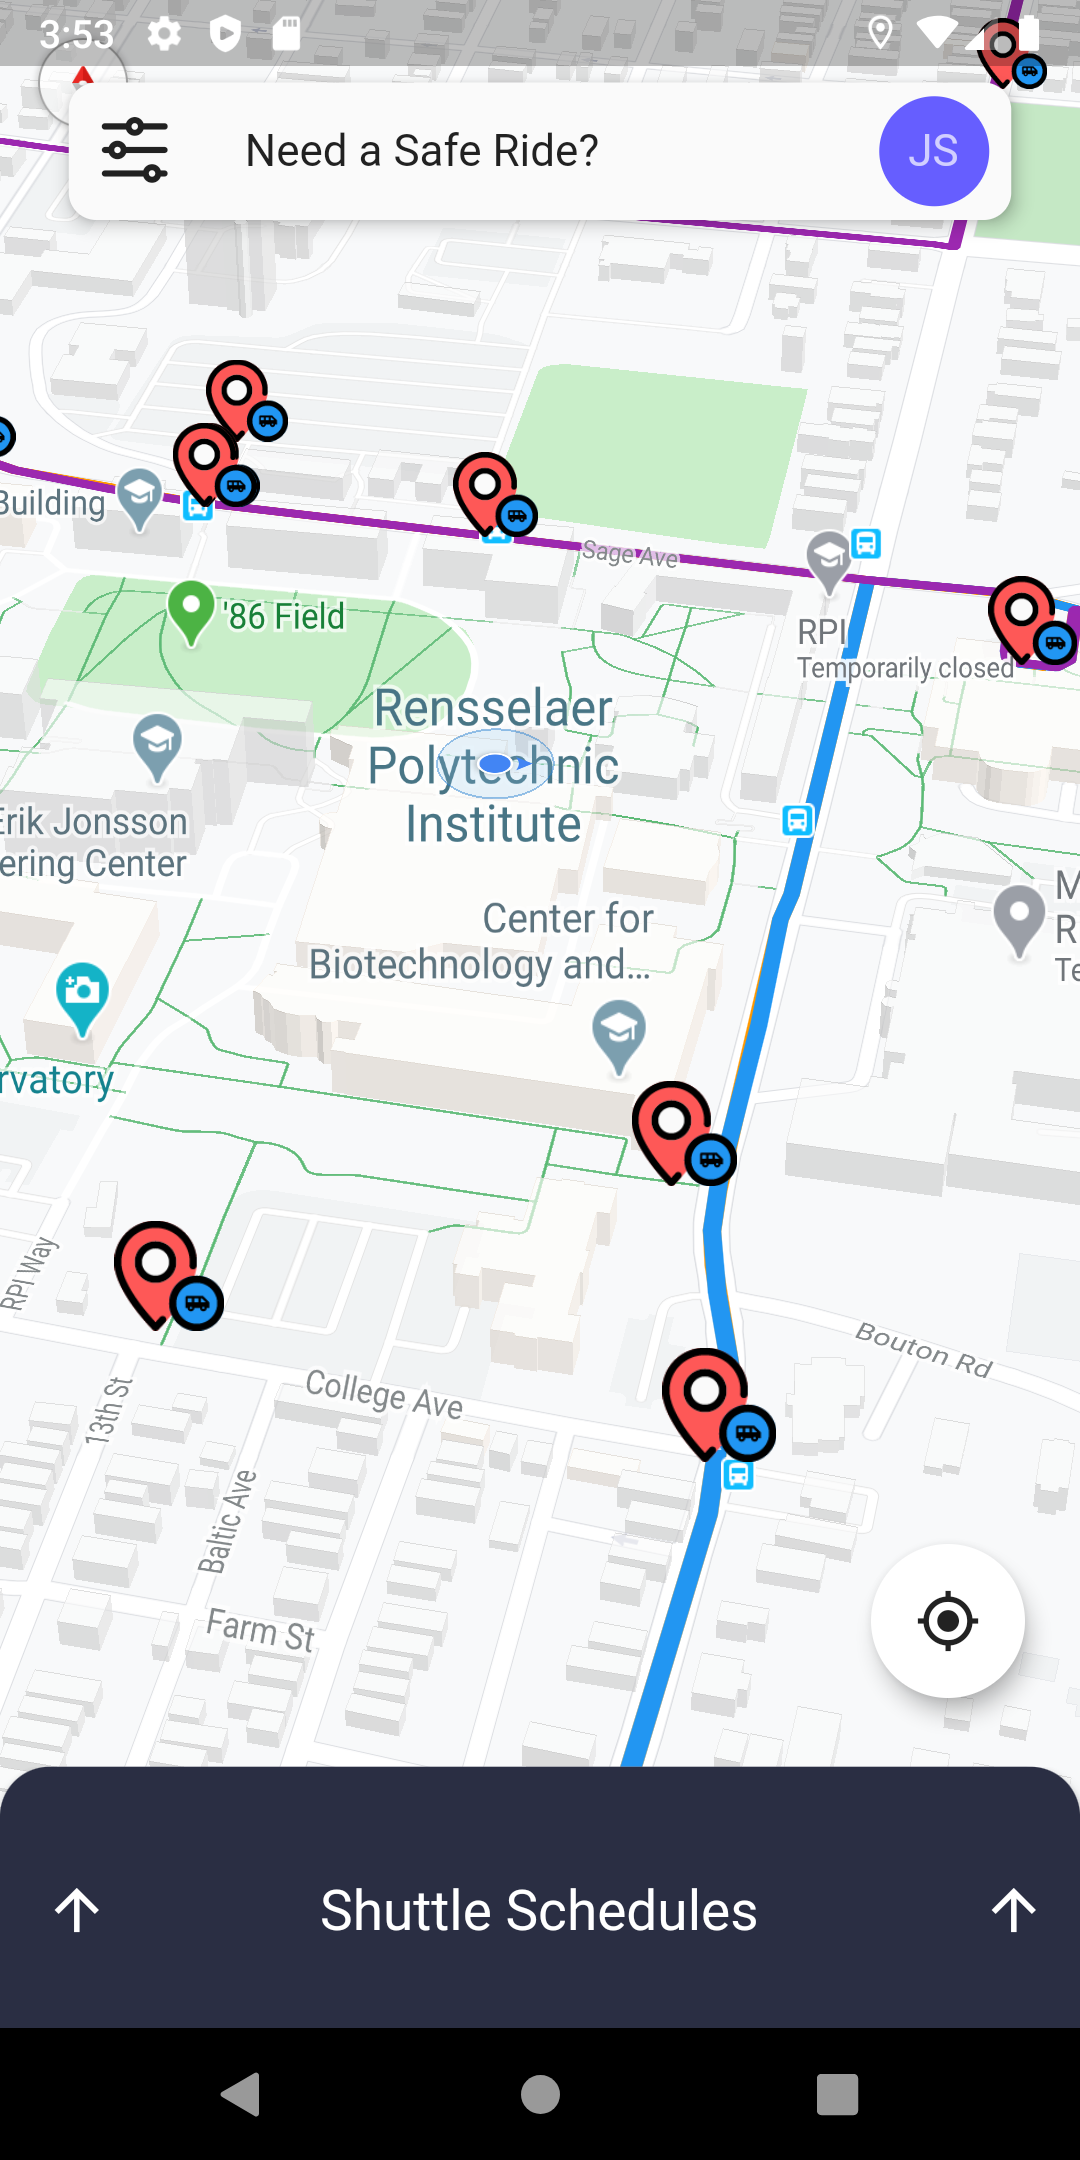 3:53
Need a Safe Ride?
JS
Building
Sage Ave
'86 Field
RPI
Temporarily closed
Rensselaer
Polytechnic
Institute
Erik Jonsson
ering Center
M
R
Te
Center for
Biotechnology and...
rvatory
RPI Way
Bouton Rd
College Ave
13th St
Baltic Ave
Farm St
Shuttle Schedules